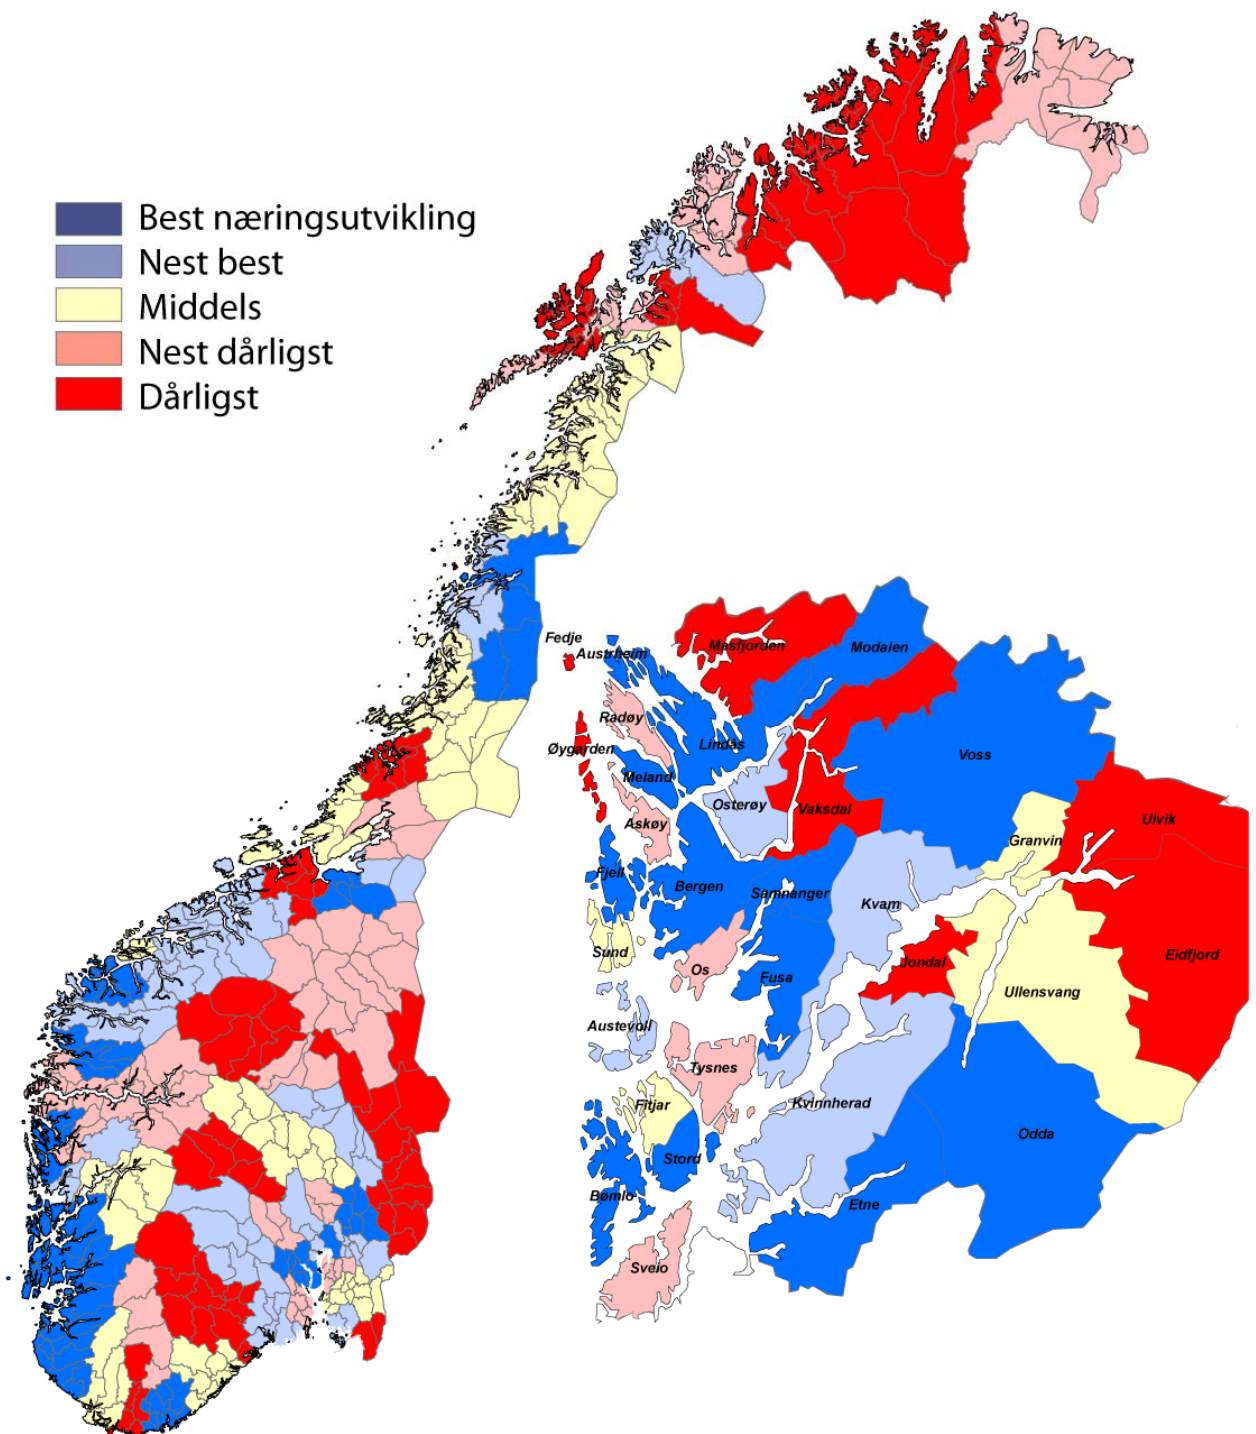 Best næringsutvikling
Nest best
Middels
Nest dårligst
Dårligst
Fedje
Austrheim
Masfjorden
Modalen
Radøy
Øygarden
Lindås
Voss
Meland
Osterøy
Vaksdal
Askøy
Granvin
Ulvik
Fjell
Bergen
Samnanger
Kvam
Sund
Os
Fusa
Jondal
Eidfjord
Ullensvang
Austevoll
Tysnes
Fitjar
Kvinnherad
Odda
Stord
Bømlo
Etne
Sveio